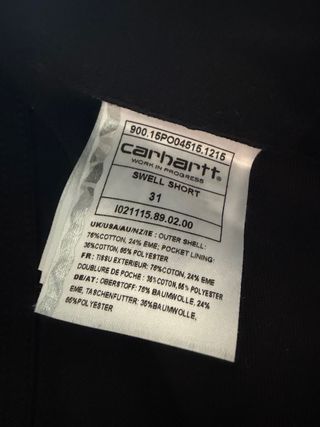 900.15PO04515.1215
carhartt
WORK IN PROGRESS
SWELL SHORT
31
I021115.89.02.00
UK/USA/AU/NZ/IE : OUTER SHELL:
76%COTTON, 24% EME; POCKET LINING:
35%COTTON, 65% POLYESTER
FR : TISSU EXTERIEUR: 76%COTON, 24% EME
DOUBLURE DE POCHE : 35%COTON, 65% POLYESTER
DE/AT : OBERSTOFF: 76% BAUMWOLLE, 24%
EME, TASCHENFUTTER: 35%BAUMWOLLE,
65%POLYESTER